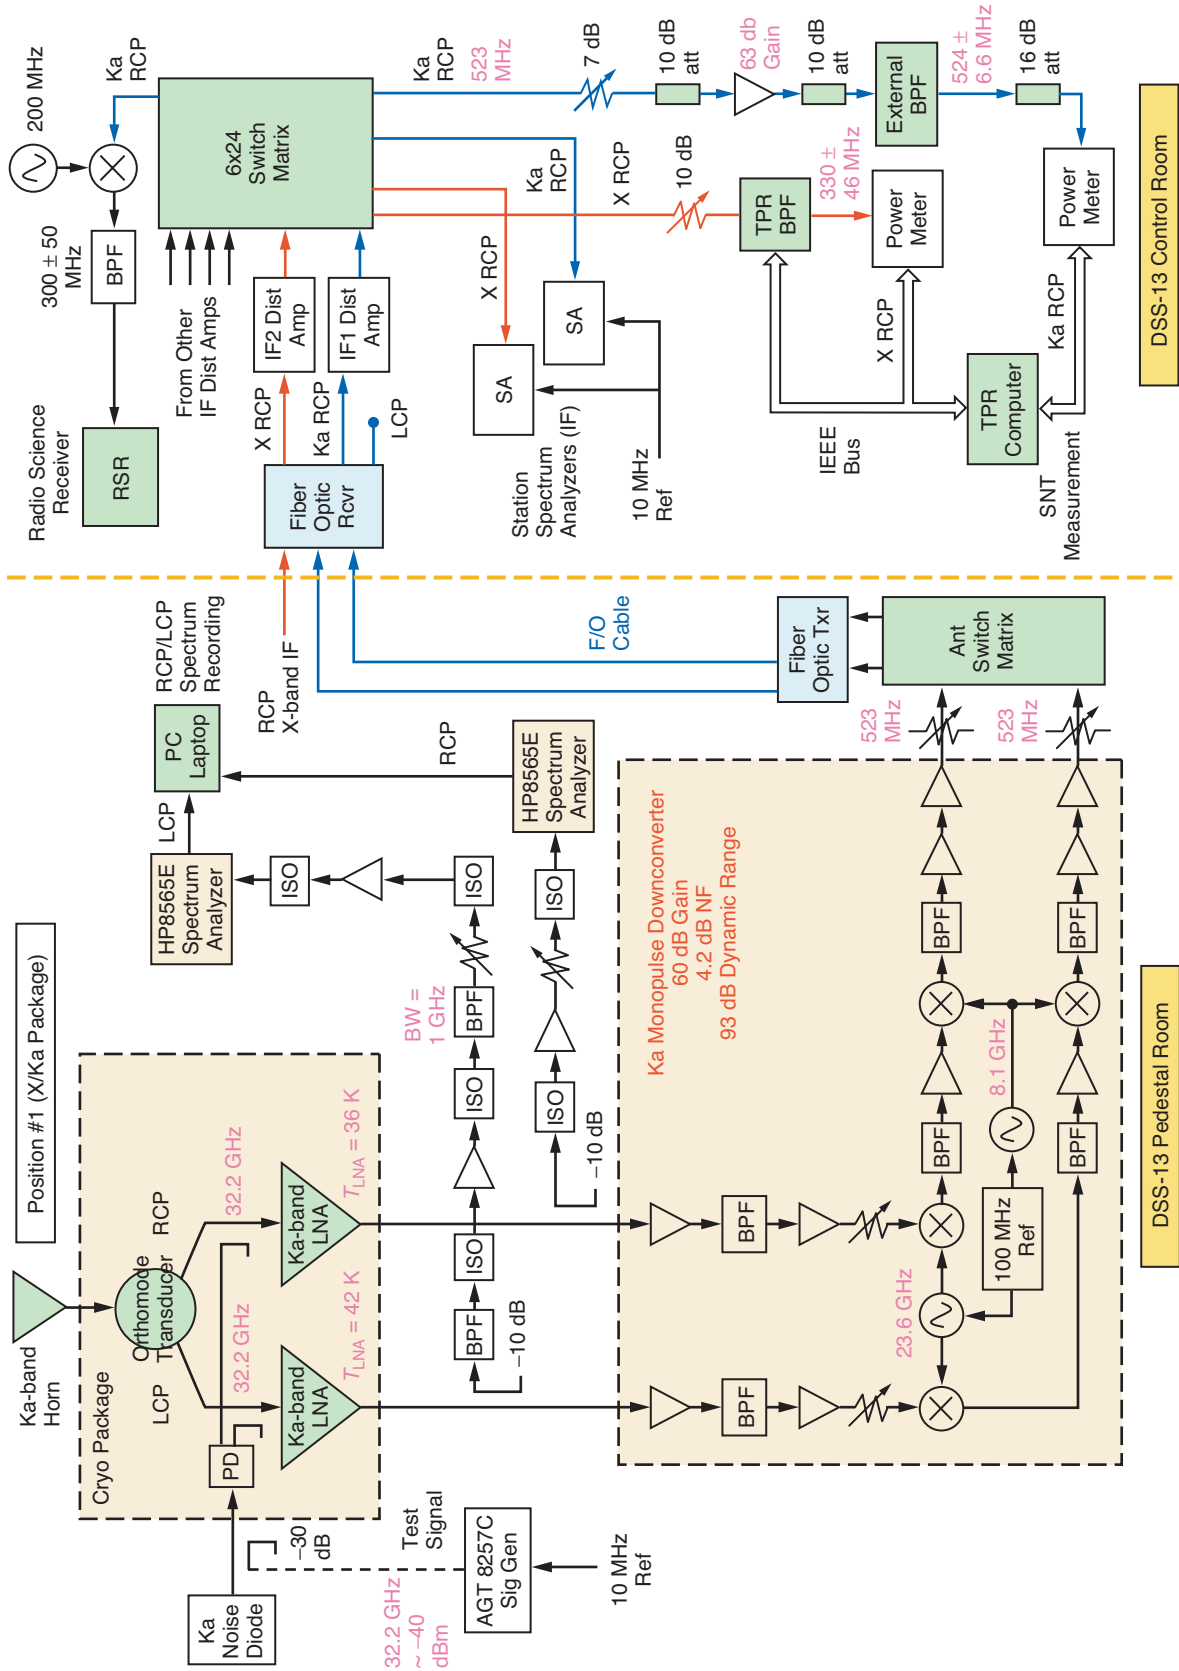 Position #1 (X/Ka Package)
Ka-band
Horn
Cryo Package
Orthomode
Transducer
LCP
RCP
32.2 GHz
32.2 GHz
PD
Ka-band
LNA
Ka-band
LNA
T_LNA = 42 K
T_LNA = 36 K
Ka
Noise
Diode
–30
dB
Test
Signal
32.2 GHz
~ –40
dBm
AGT 8257C
Sig Gen
10 MHz
Ref
–10 dB
BPF
ISO
ISO
BPF
BW =
1 GHz
ISO
ISO
HP8565E
Spectrum
Analyzer
LCP
PC
Laptop
RCP/LCP
Spectrum
Recording
–10 dB
ISO
ISO
HP8565E
Spectrum
Analyzer
RCP
Ka Monopulse Downconverter
60 dB Gain
4.2 dB NF
93 dB Dynamic Range
BPF
BPF
23.6 GHz
100 MHz
Ref
8.1 GHz
BPF
BPF
BPF
BPF
523
MHz
523
MHz
Ant
Switch
Matrix
Fiber
Optic Txr
F/O
Cable
RCP
X-band IF
DSS-13 Pedestal Room
Fiber
Optic
Rcvr
X RCP
Ka RCP
LCP
IF2 Dist
Amp
IF1 Dist
Amp
From Other
IF Dist Amps
6x24
Switch
Matrix
Radio Science
Receiver
RSR
300 ± 50
MHz
BPF
200 MHz
Ka
RCP
Ka
RCP
523
MHz
7 dB
10 dB
att
63 db
Gain
10 dB
att
External
BPF
524 ±
6.6 MHz
16 dB
att
Power
Meter
X RCP
Ka
RCP
SA
SA
Station
Spectrum
Analyzers (IF)
10 MHz
Ref
X RCP
10 dB
TPR
BPF
330 ±
46 MHz
Power
Meter
X RCP
Ka RCP
IEEE
Bus
TPR
Computer
SNT
Measurement
DSS-13 Control Room